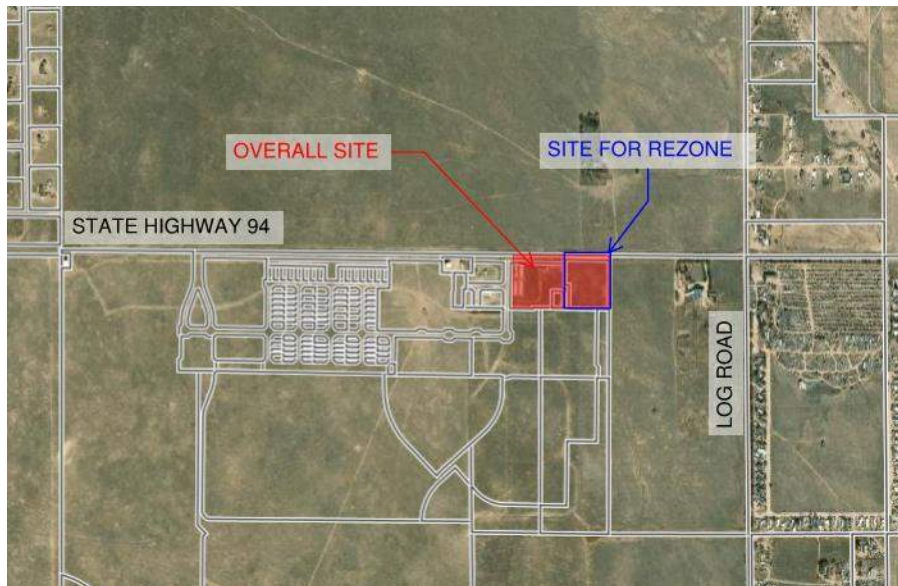 OVERALL SITE
SITE FOR REZONE
STATE HIGHWAY 94
LOG ROAD